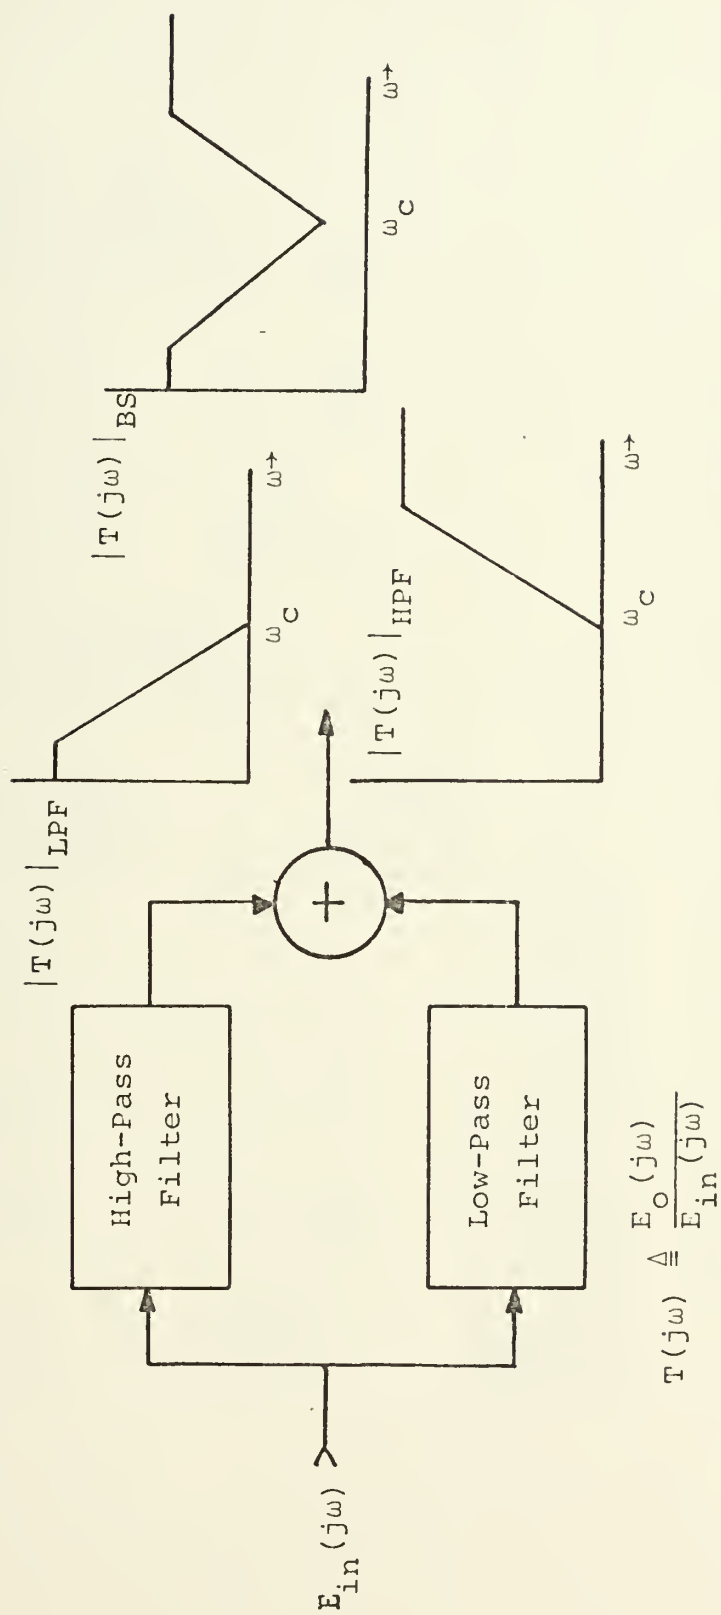 E_in(jω)
High-Pass
Filter
Low-Pass
Filter
+
T(jω) ≜ E_o(jω) / E_in(jω)
|T(jω)|_LPF
ω_C
ω→
|T(jω)|_HPF
ω_C
ω→
|T(jω)|_BS
ω_C
ω→